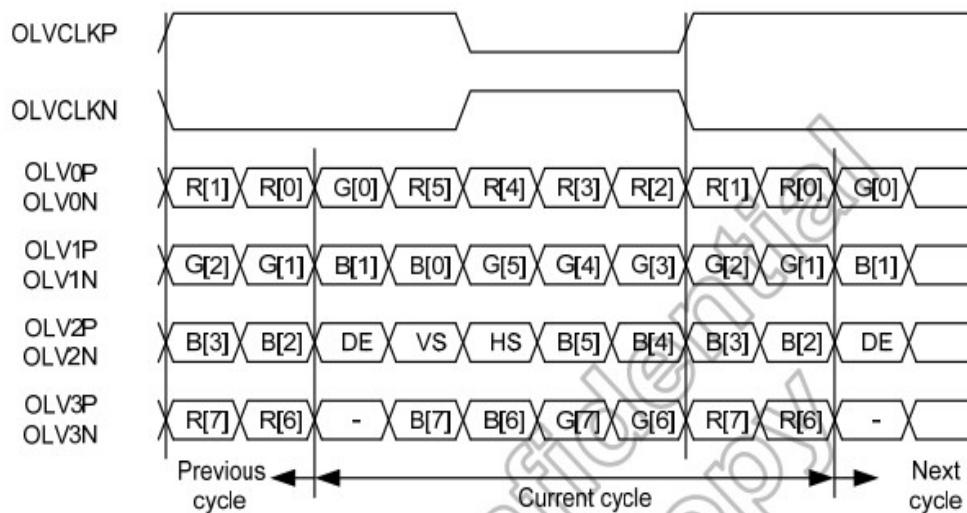 OLVCLKP
OLVCLKN
OLV0P
OLV0N
R[1] R[0] G[0] R[5] R[4] R[3] R[2] R[1] R[0] G[0]
OLV1P
OLV1N
G[2] G[1] B[1] B[0] G[5] G[4] G[3] G[2] G[1] B[1]
OLV2P
OLV2N
B[3] B[2] DE VS HS B[5] B[4] B[3] B[2] DE
OLV3P
OLV3N
R[7] R[6] - B[7] B[6] G[7] G[6] R[7] R[6] -
Previous cycle
Current cycle
Next cycle
fidential
opy